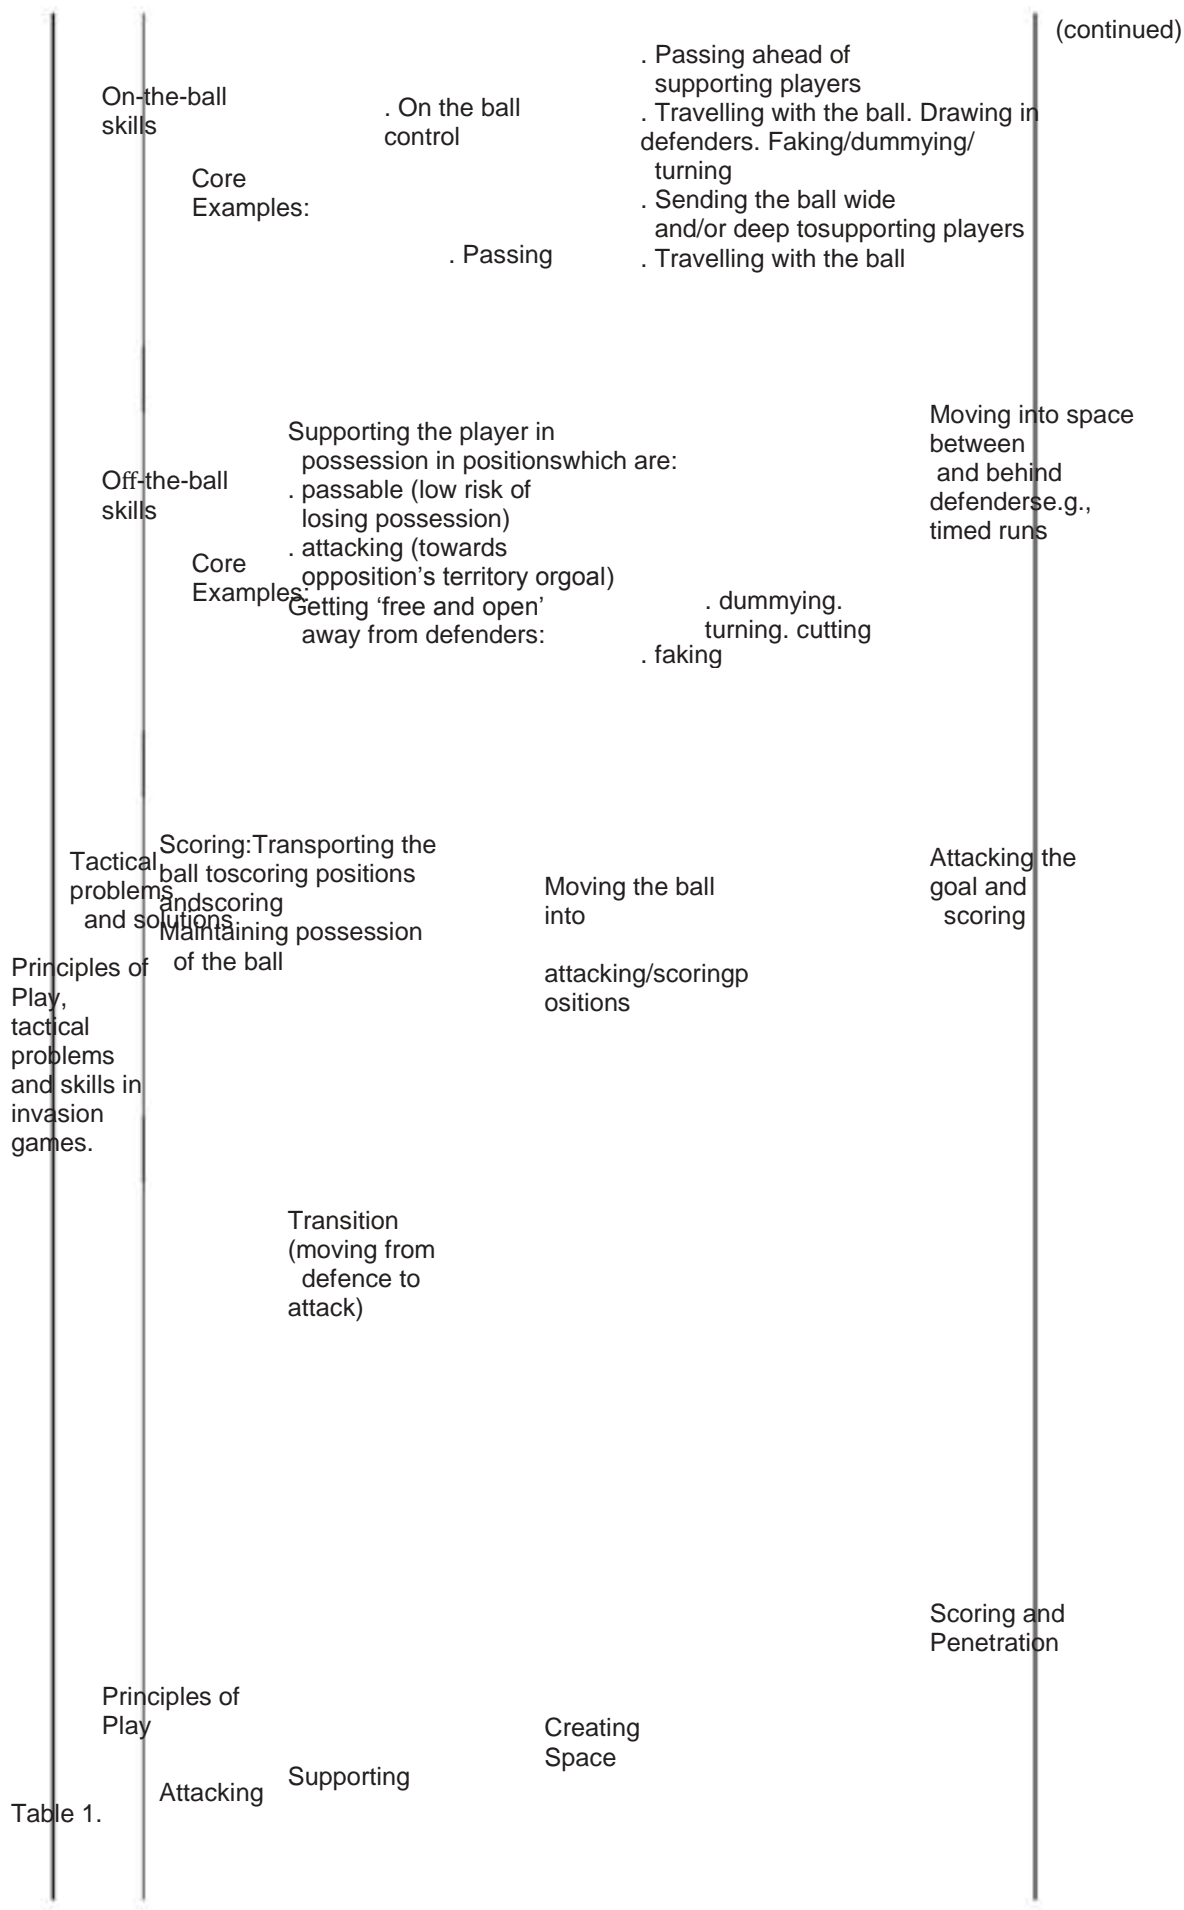 (continued)
On-the-ball
skills
Core
Examples:
. On the ball
control
. Passing
. Passing ahead of
supporting players
. Travelling with the ball. Drawing in
defenders. Faking/dummying/
turning
. Sending the ball wide
and/or deep tosupporting players
. Travelling with the ball
Off-the-ball
skills
Core
Examples:
Supporting the player in
possession in positionswhich are:
. passable (low risk of
losing possession)
. attacking (towards
opposition’s territory orgoal)
Getting ‘free and open’
away from defenders:
. dummying.
turning. cutting
. faking
Moving into space
between
and behind
defenderse.g.,
timed runs
Tactical
problems
and solutions
Scoring:Transporting the
ball toscoring positions
andscoring
Maintaining possession
of the ball
Moving the ball
into
attacking/scoringp
ositions
Attacking the
goal and
scoring
Principles of
Play,
tactical
problems
and skills in
invasion
games.
Transition
(moving from
defence to
attack)
Scoring and
Penetration
Principles of
Play
Creating
Space
Supporting
Attacking
Table 1.